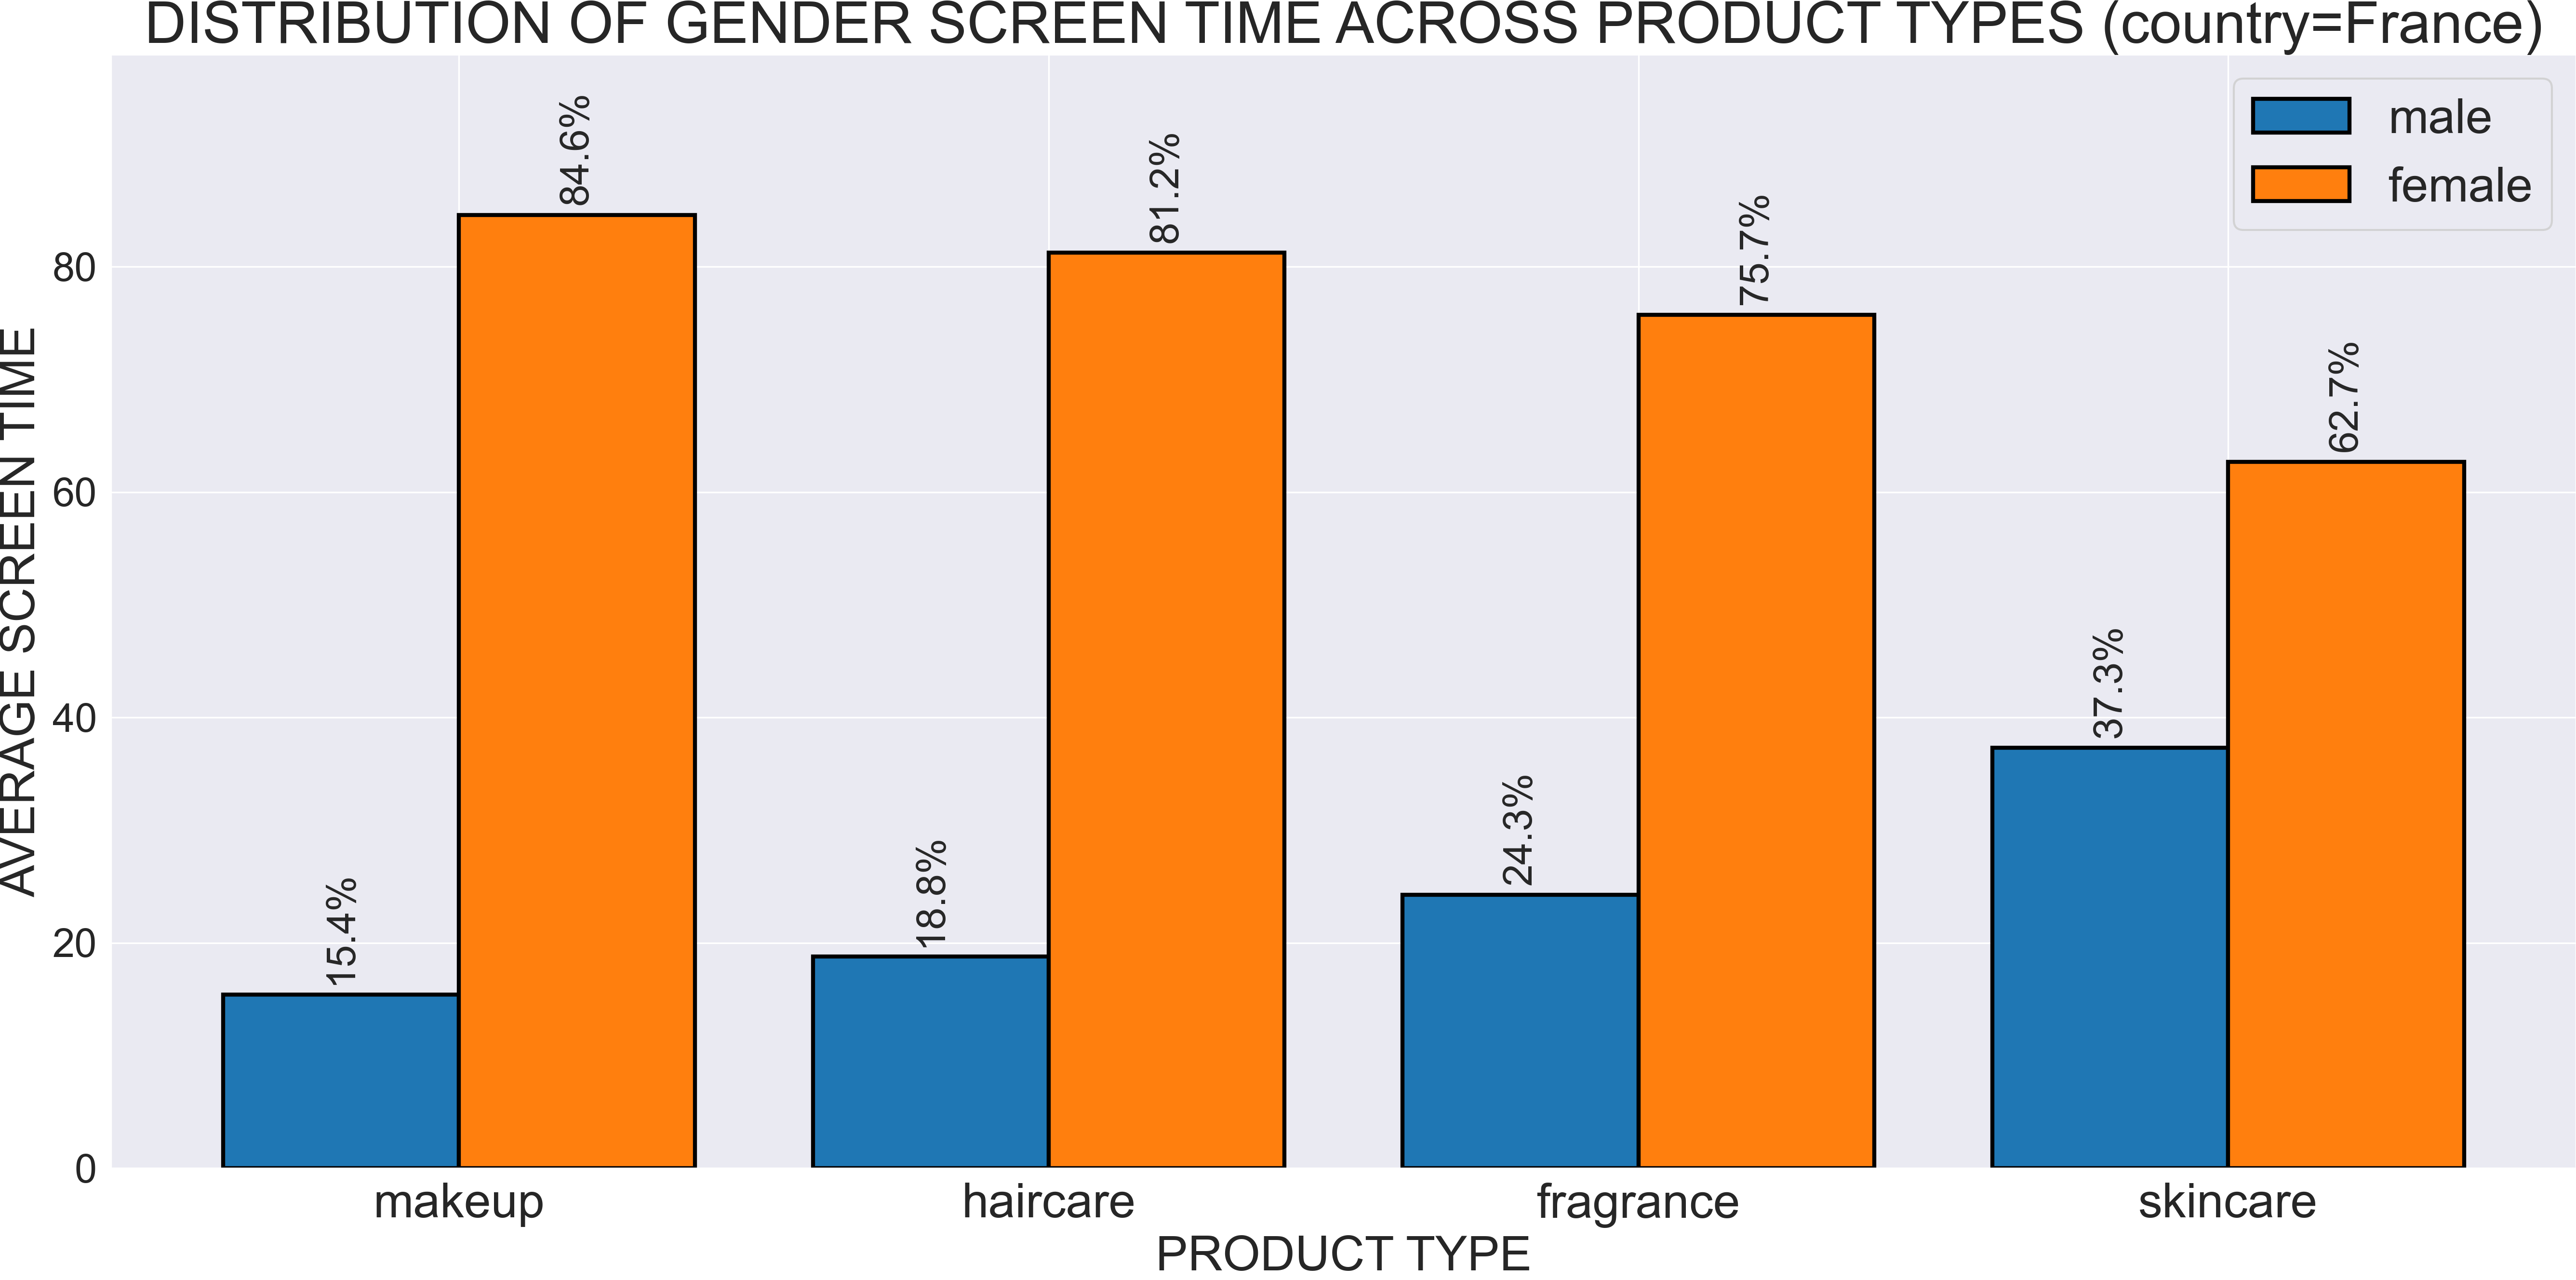 DISTRIBUTION OF GENDER SCREEN TIME ACROSS PRODUCT TYPES (country=France)
male
female
84.6%
81.2%
75.7%
62.7%
37.3%
24.3%
18.8%
15.4%
80
60
40
20
0
AVERAGE SCREEN TIME
makeup
haircare
fragrance
skincare
PRODUCT TYPE